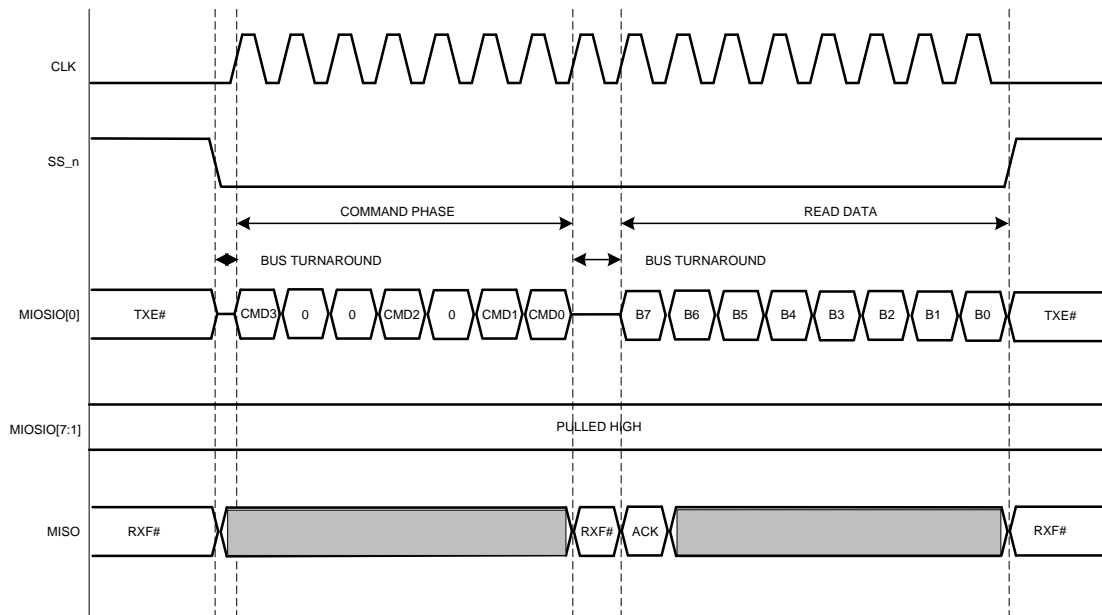 CLK
SS_n
COMMAND PHASE READ DATA
BUS TURNAROUND BUS TURNAROUND
MIOSIO[0] TXE# CMD3 0 0 CMD2 0 CMD1 CMD0 B7 B6 B5 B4 B3 B2 B1 B0 TXE#
MIOSIO[7:1] PULLED HIGH
MISO RXF# RXF# ACK RXF#